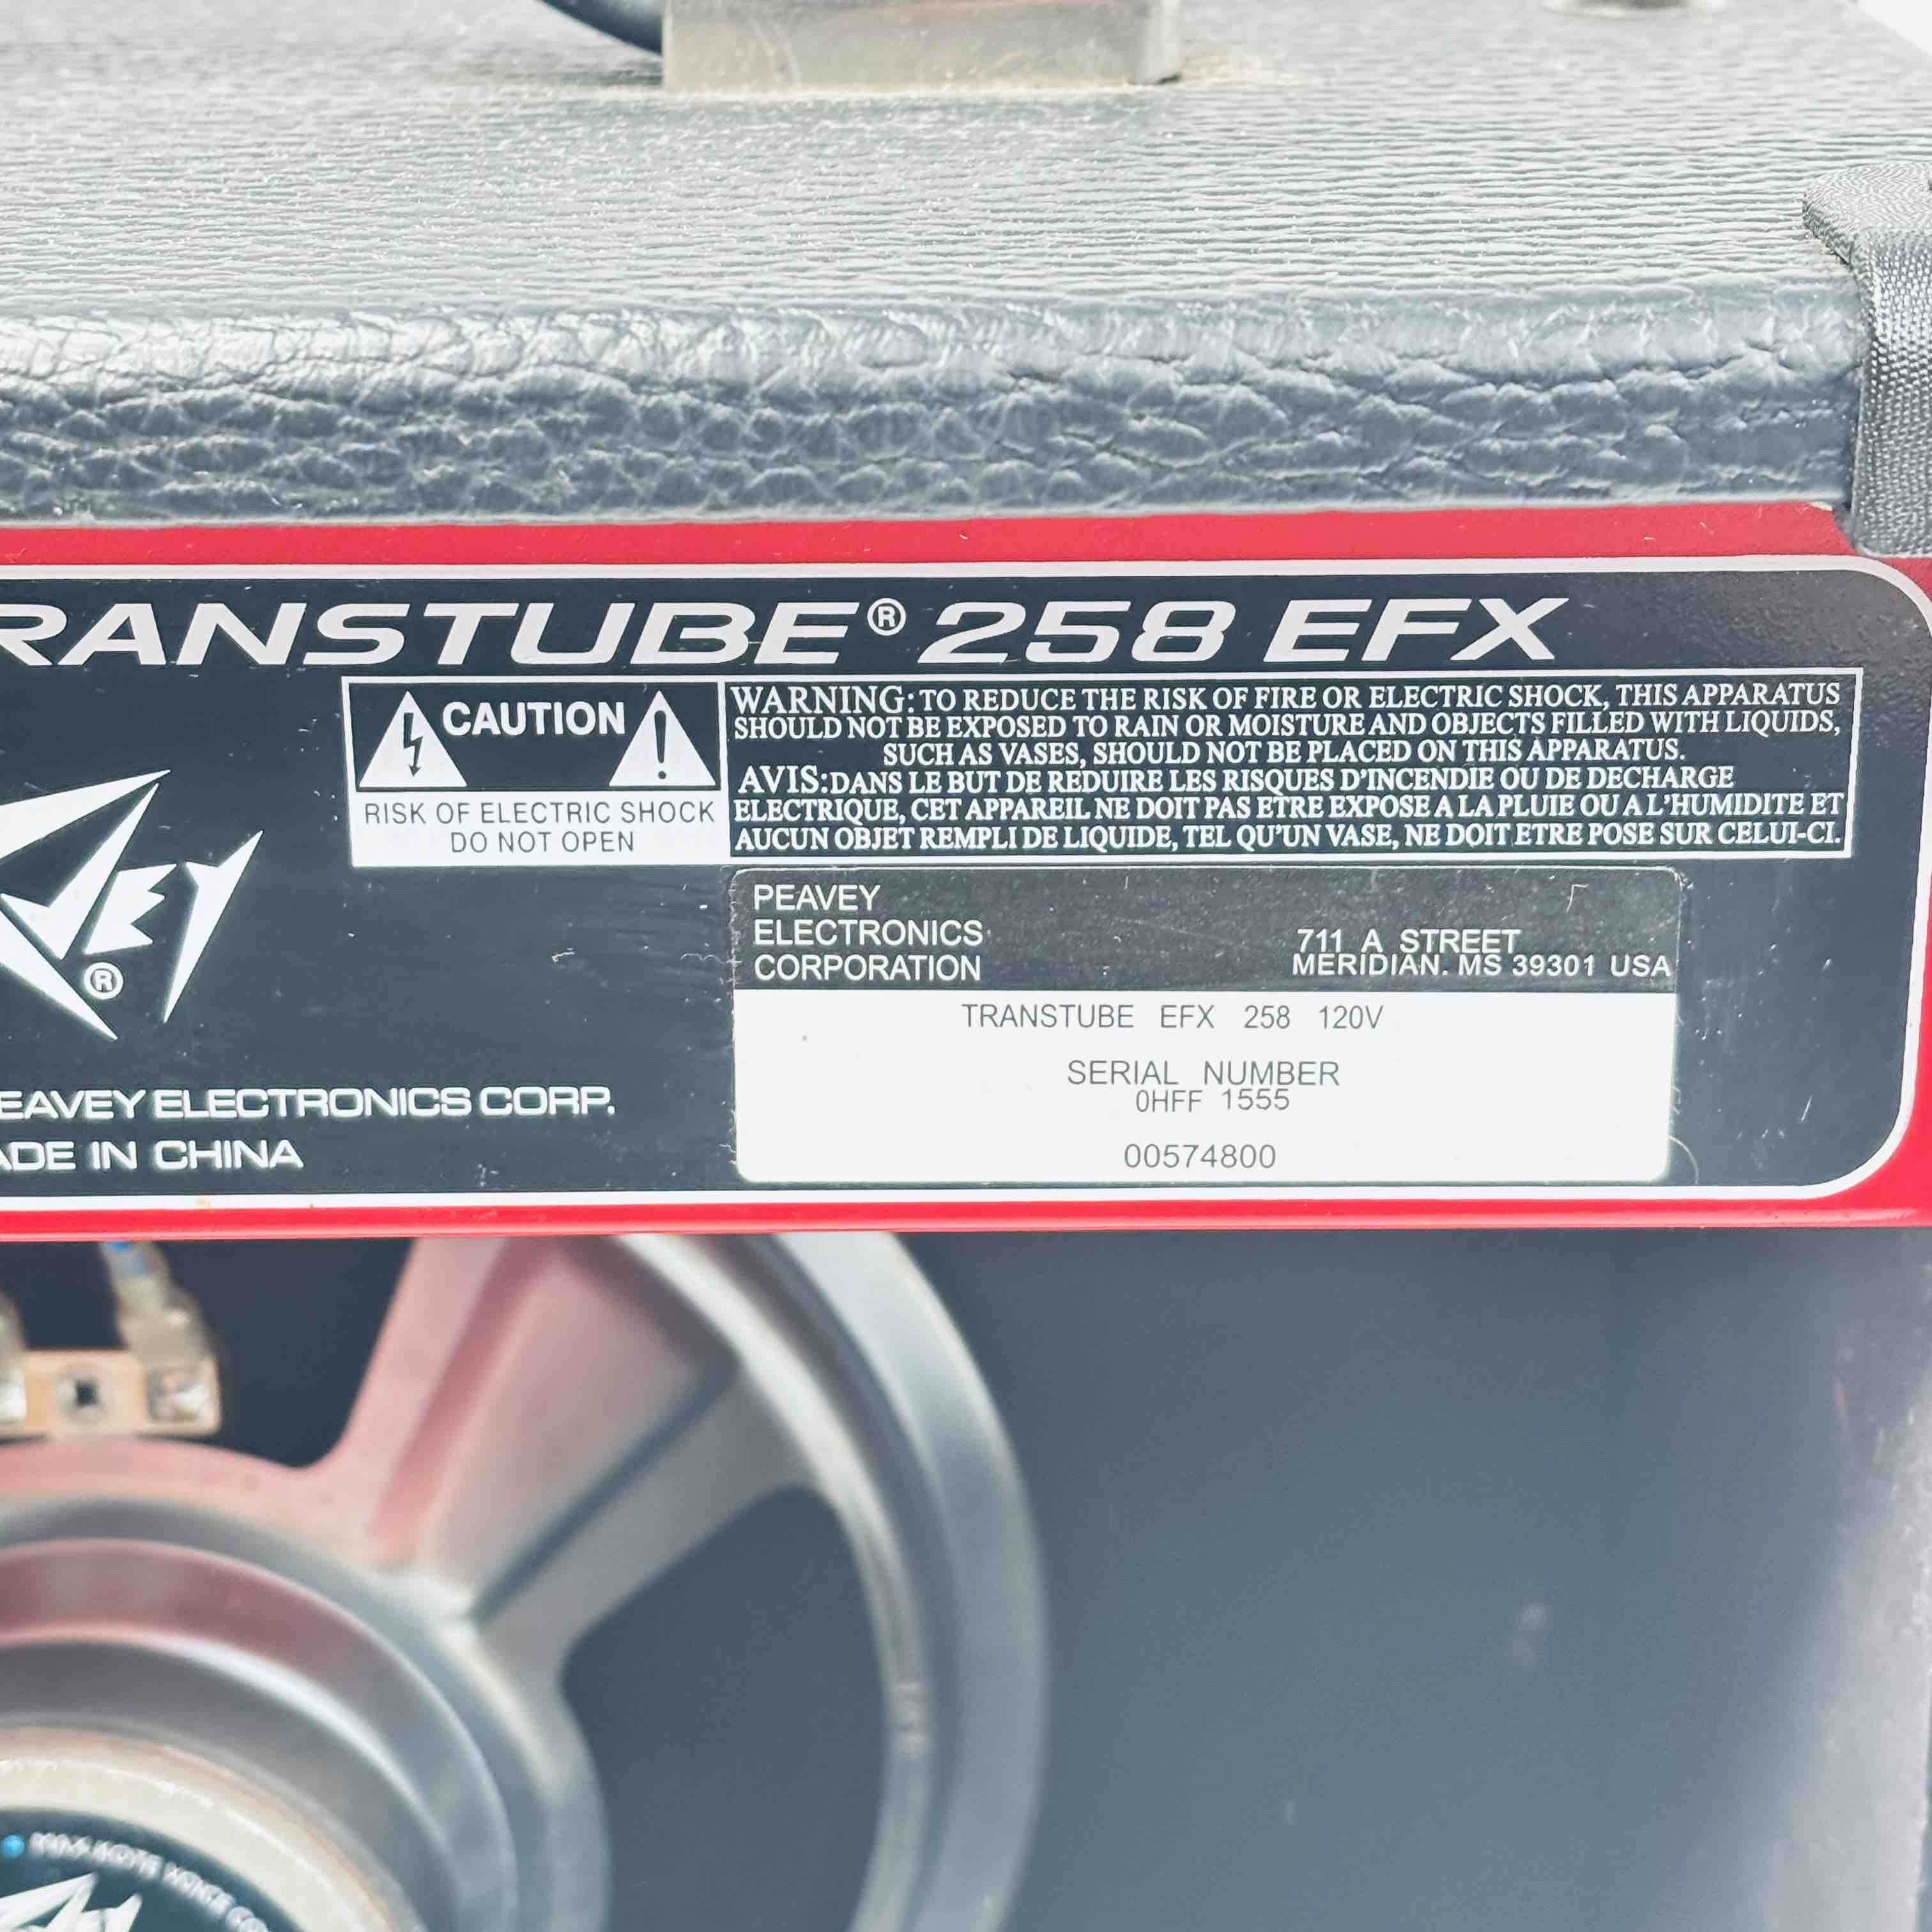 RANSTUBE® 258 EFX
CAUTION
RISK OF ELECTRIC SHOCK
DO NOT OPEN
WARNING: TO REDUCE THE RISK OF FIRE OR ELECTRIC SHOCK, THIS APPARATUS
SHOULD NOT BE EXPOSED TO RAIN OR MOISTURE AND OBJECTS FILLED WITH LIQUIDS,
SUCH AS VASES, SHOULD NOT BE PLACED ON THIS APPARATUS.
AVIS: DANS LE BUT DE REDUIRE LES RISQUES D'INCENDIE OU DE DECHARGE
ELECTRIQUE, CET APPAREIL NE DOIT PAS ETRE EXPOSE A LA PLUIE OU A L'HUMIDITE ET
AUCUN OBJET REMPLI DE LIQUIDE, TEL QU'UN VASE, NE DOIT ETRE POSE SUR CELUI-CI.
VEY®
EAVEY ELECTRONICS CORP.
ADE IN CHINA
PEAVEY
ELECTRONICS
CORPORATION
711 A STREET
MERIDIAN. MS 39301 USA
TRANSTUBE EFX 258 120V
SERIAL NUMBER
0HFF 1555
00574800